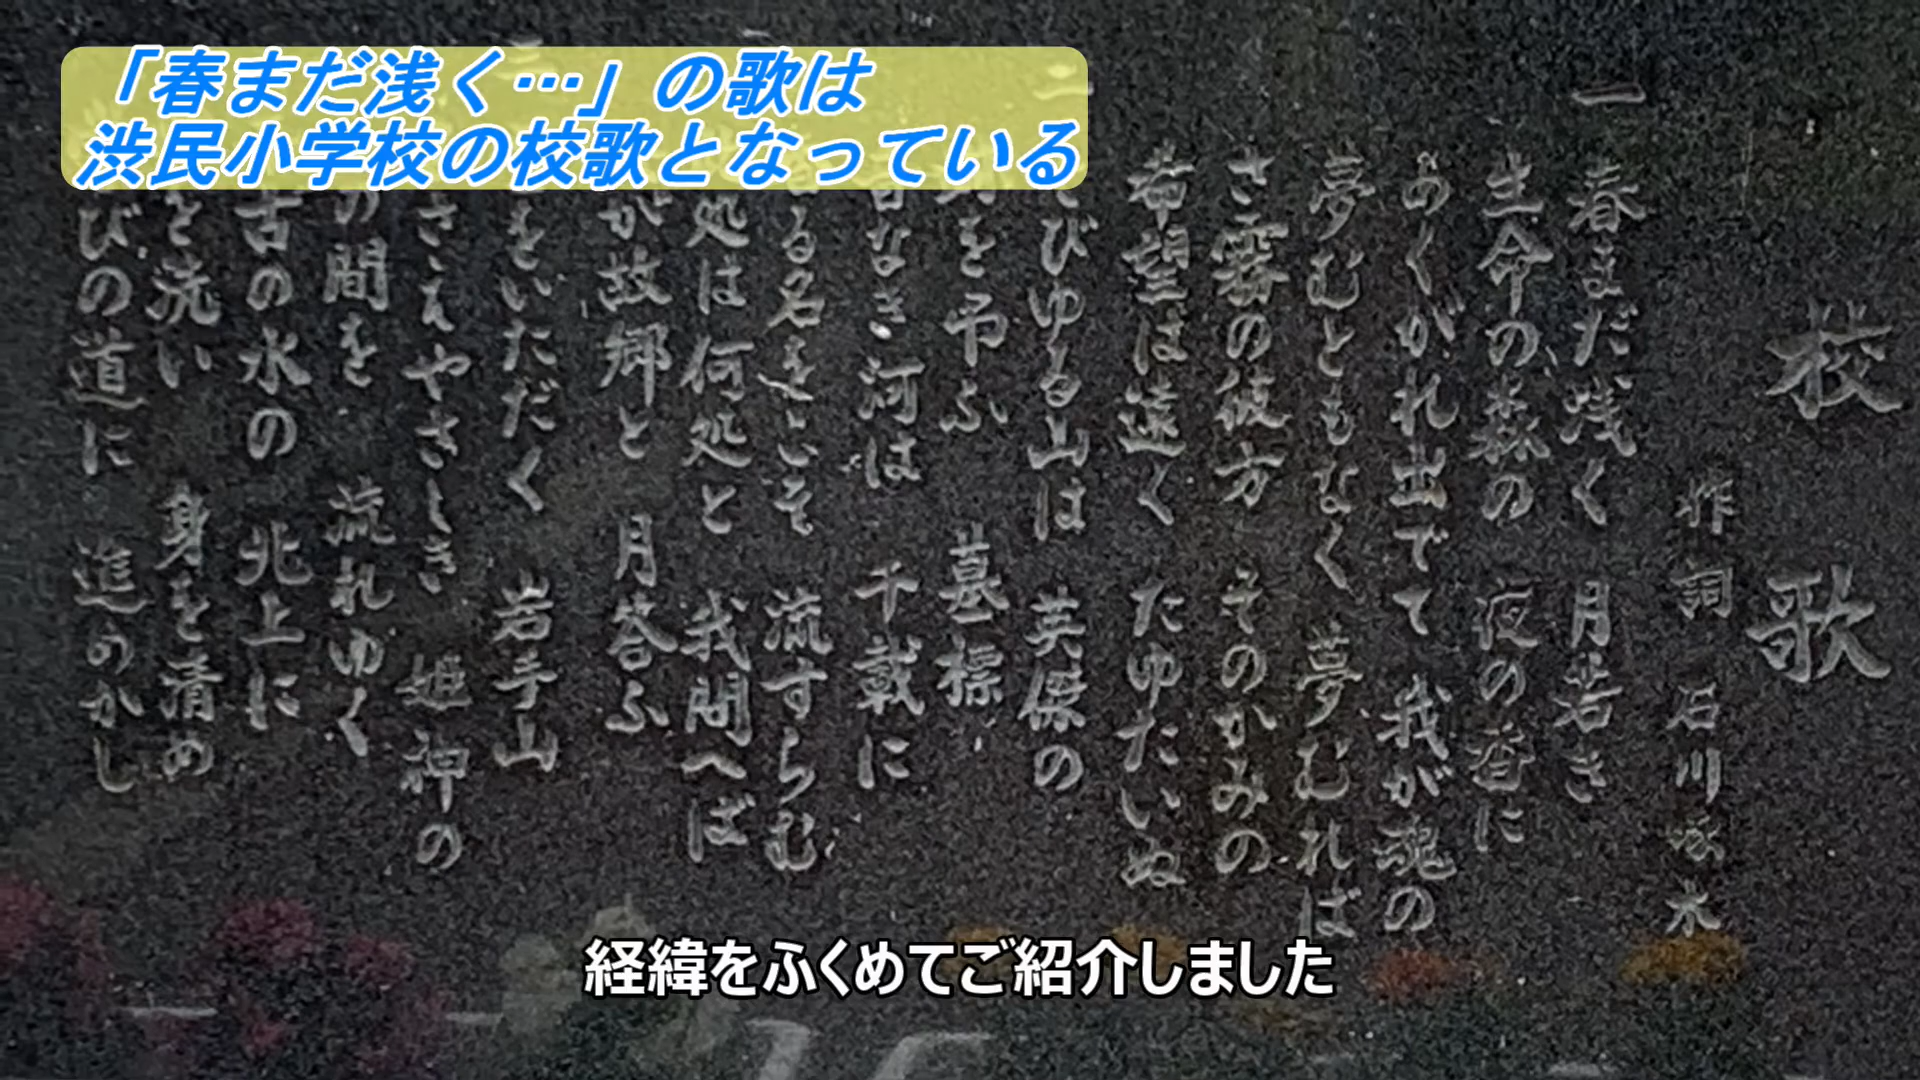 「春まだ浅く…」の歌は
渋民小学校の校歌となっている
校歌
作詞 石川啄木
一
春まだ浅く 月若き
生命の森の 夜の香に
あくがれ出でて 我が魂の
夢むともなく 夢むれば
さ霧の彼方 そのかみの
希望は遠く たゆたいぬ
びゆる山は 英傑の
を弔ふ 墓標
なき河は 千載に
る名をこそ 流すらむ
処は何処と 我問へば
が故郷と 月答ふ
をいただく 岩手山
さえやさしき 姫神の
の間を 流れゆく
古の水の 北上に
を洗い 身を清め
びの道に 進めかし
経緯をふくめてご紹介しました